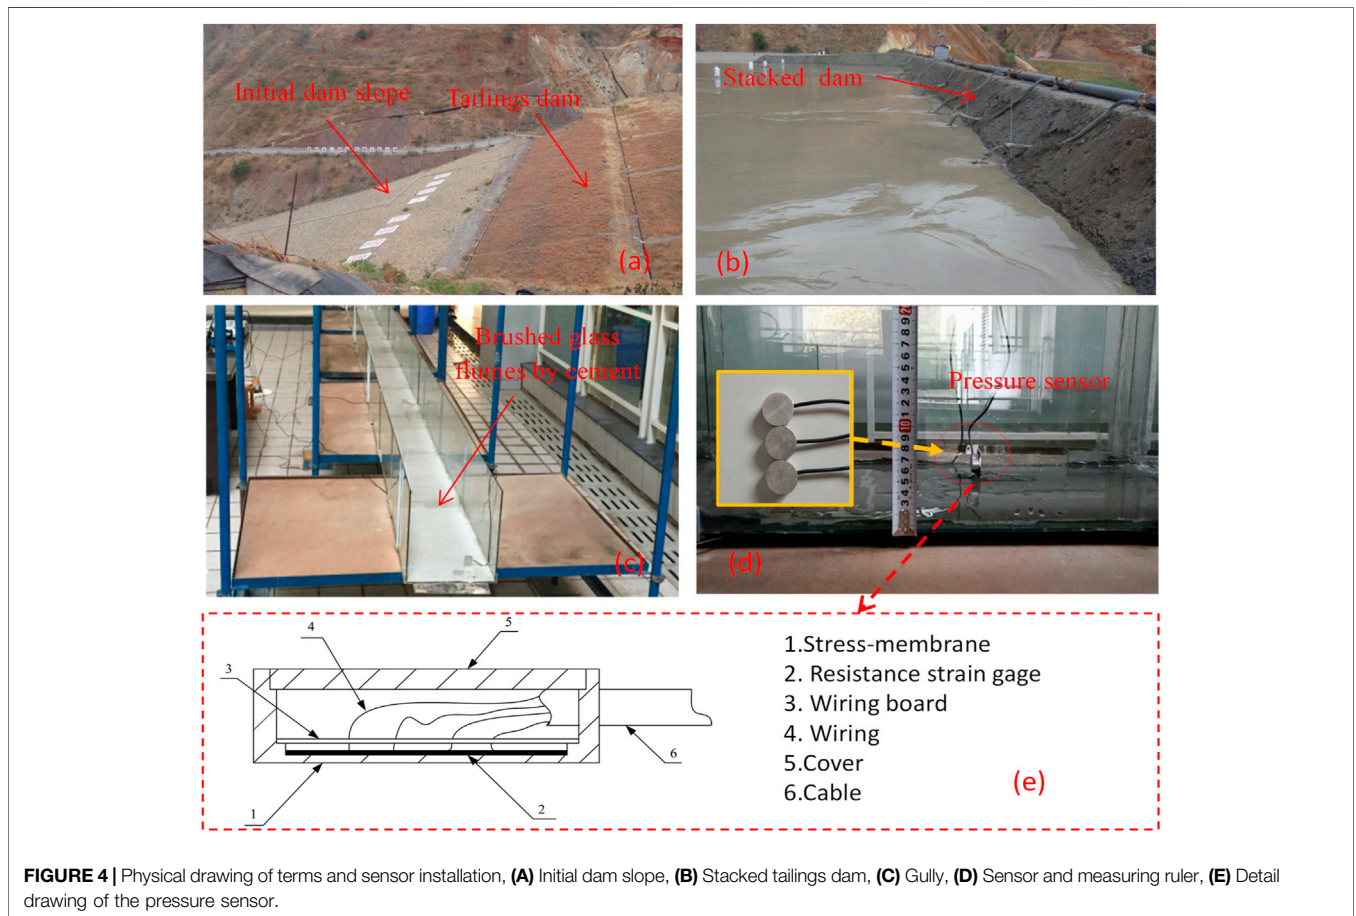 Initial dam slope
Tailings dam
(a)
Stacked dam
(b)
Brushed glass
flumes by cement
(c)
Pressure sensor
(d)
4
5
3
6
1
2
1.Stress-membrane
2. Resistance strain gage
3. Wiring board
4. Wiring
5.Cover
6.Cable
(e)
FIGURE 4 | Physical drawing of terms and sensor installation, (A) Initial dam slope, (B) Stacked tailings dam, (C) Gully, (D) Sensor and measuring ruler, (E) Detail
drawing of the pressure sensor.